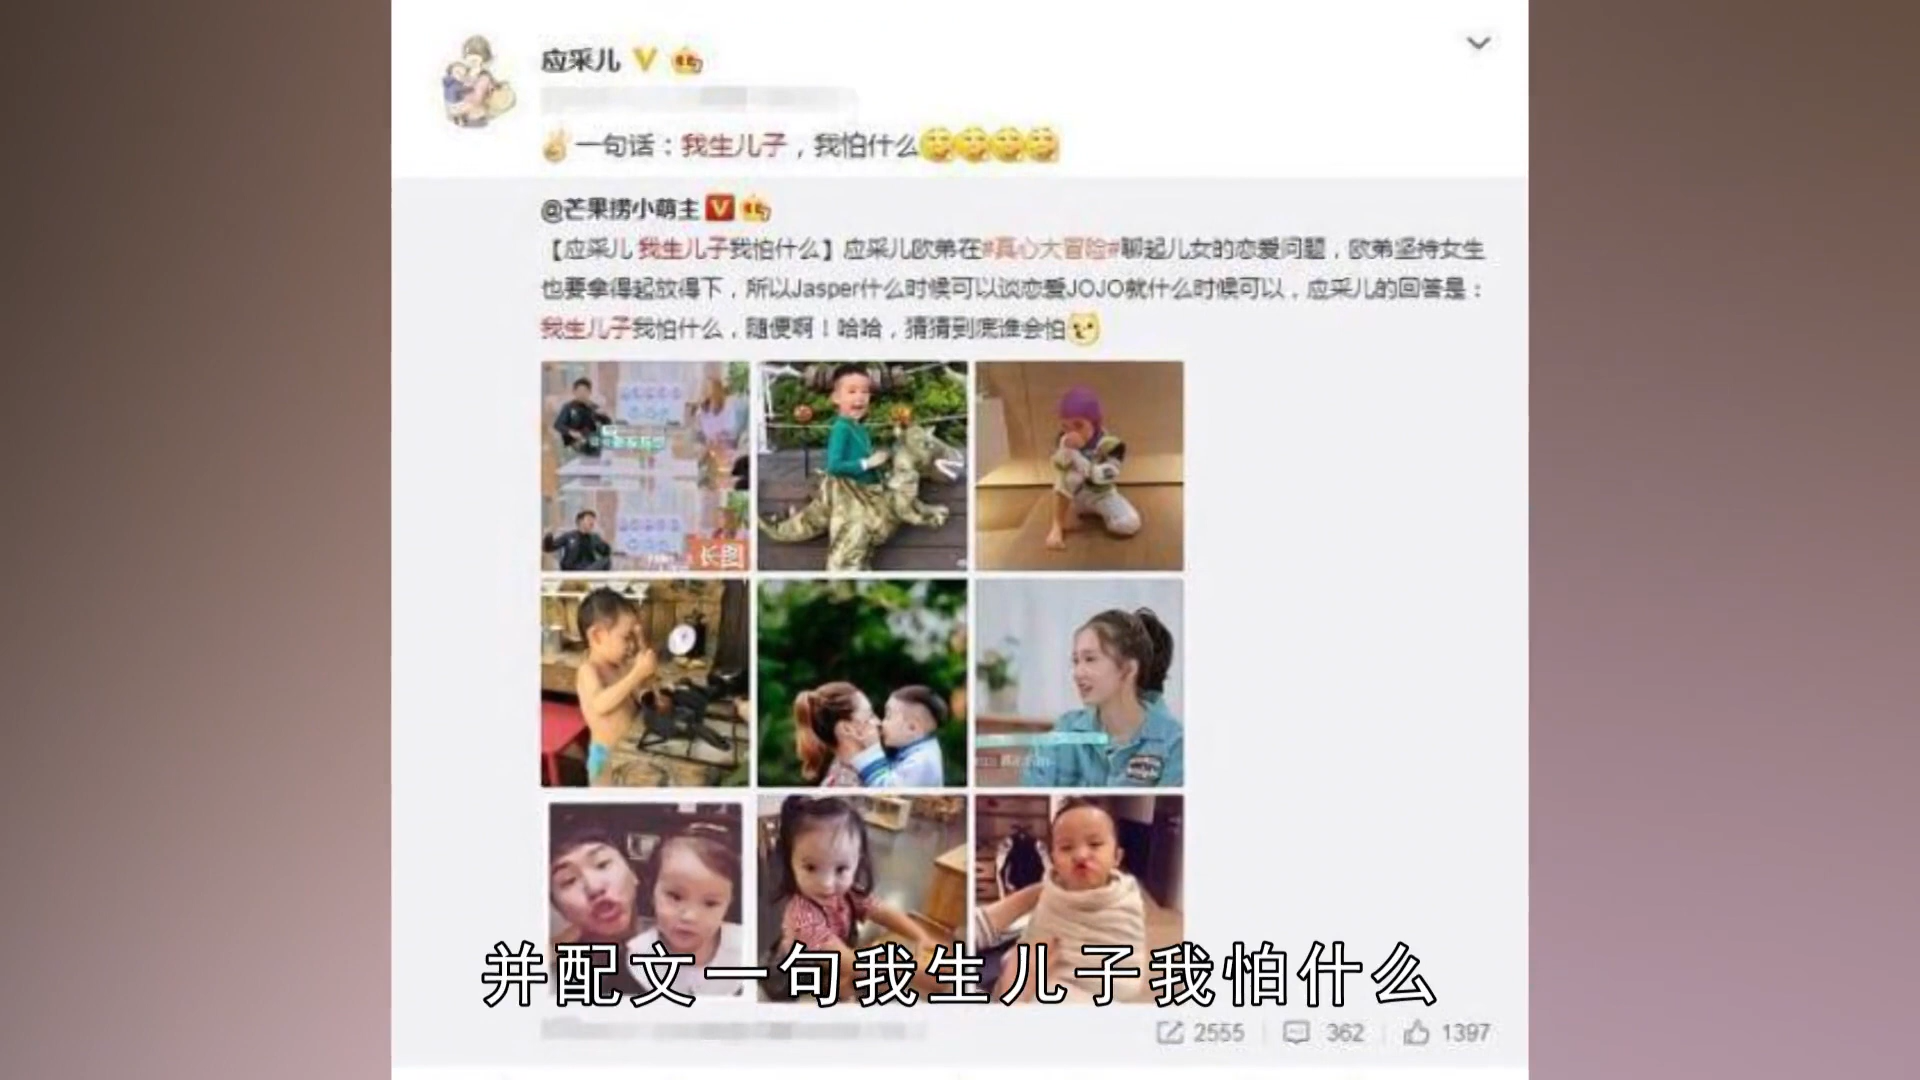 应采儿
一句话：我生儿子，我怕什么
@芒果捞小萌主
【应采儿 我生儿子我怕什么】应采儿欧弟在#真心大冒险#聊起儿女的恋爱问题，欧弟坚持女生
也要拿得起放得下，所以Jasper什么时候可以谈恋爱JOJO就什么时候可以，应采儿的回答是：
我生儿子我怕什么，随便啊！哈哈，猜猜到底谁会怕
长图
并配文一句我生儿子我怕什么
2555 362 1397